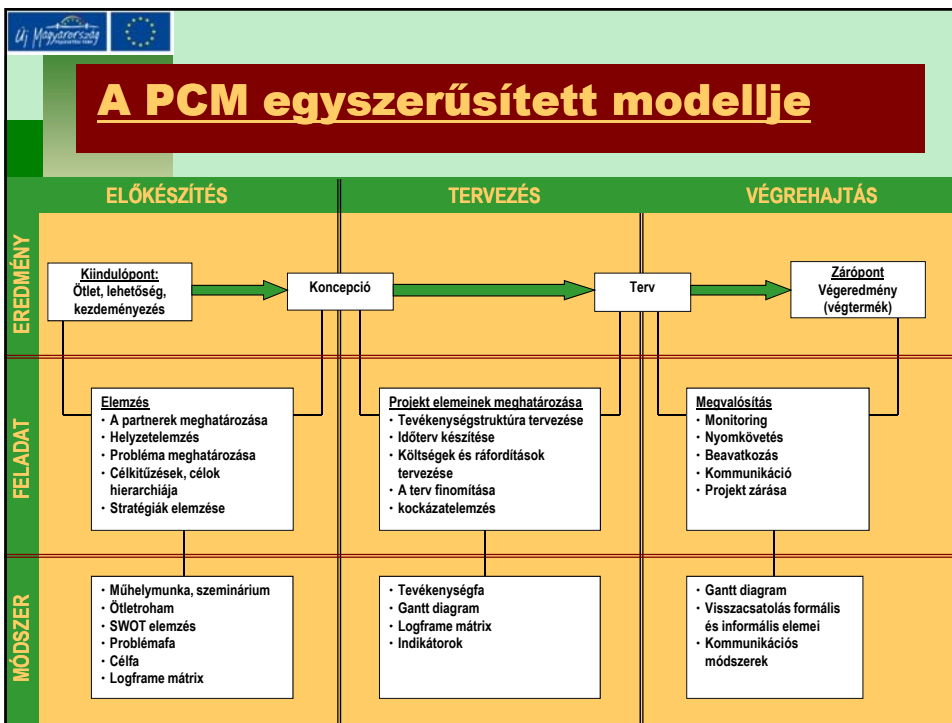 Új Magyarország
A PCM egyszerűsített modellje
ELŐKÉSZÍTÉS
TERVEZÉS
VÉGREHAJTÁS
EREDMÉNY
Kiindulópont:
Ötlet, lehetőség,
kezdeményezés
Koncepció
Terv
Zárópont
Végeredmény
(végtermék)
FELADAT
Elemzés
• A partnerek meghatározása
• Helyzetelemzés
• Probléma meghatározása
• Célkitűzések, célok
hierarchiája
• Stratégiák elemzése
Projekt elemeinek meghatározása
• Tevékenységstruktúra tervezése
• Időterv készítése
• Költségek és ráfordítások
tervezése
• A terv finomítása
• kockázatelemzés
Megvalósítás
• Monitoring
• Nyomkövetés
• Beavatkozás
• Kommunikáció
• Projekt zárása
MÓDSZER
• Műhelymunka, szeminárium
• Ötletroham
• SWOT elemzés
• Problémafa
• Célfa
• Logframe mátrix
• Tevékenységfa
• Gantt diagram
• Logframe mátrix
• Indikátorok
• Gantt diagram
• Visszacsatolás formális
és informális elemei
• Kommunikációs
módszerek